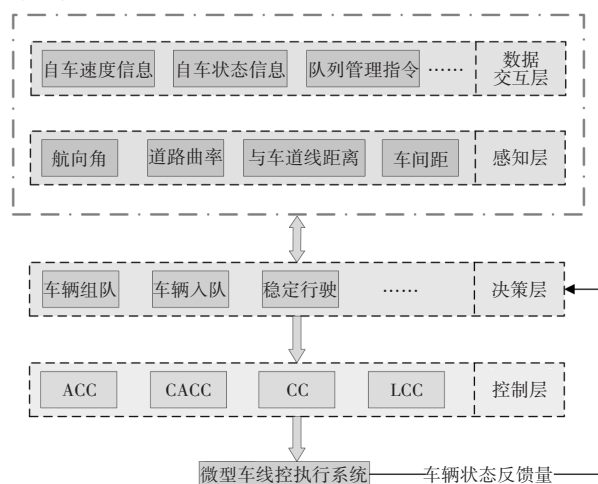 自车速度信息 自车状态信息 队列管理指令 …… 数据
交互层
航向角 道路曲率 与车道线距离 车间距 感知层
车辆组队 车辆入队 稳定行驶 …… 决策层
ACC CACC CC LCC 控制层
微型车线控执行系统 车辆状态反馈量